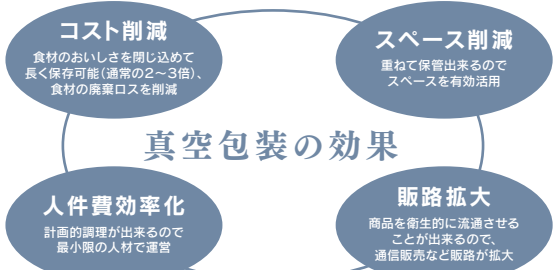 コスト削減
食材のおいしさを閉じ込めて
長く保存可能(通常の2〜3倍)、
食材の廃棄ロスを削減
スペース削減
重ねて保管出来るので
スペースを有効活用
真空包装の効果
人件費効率化
計画的調理が出来るので
最小限の人材で運営
販路拡大
商品を衛生的に流通させる
ことが出来るので、
通信販売など販路が拡大